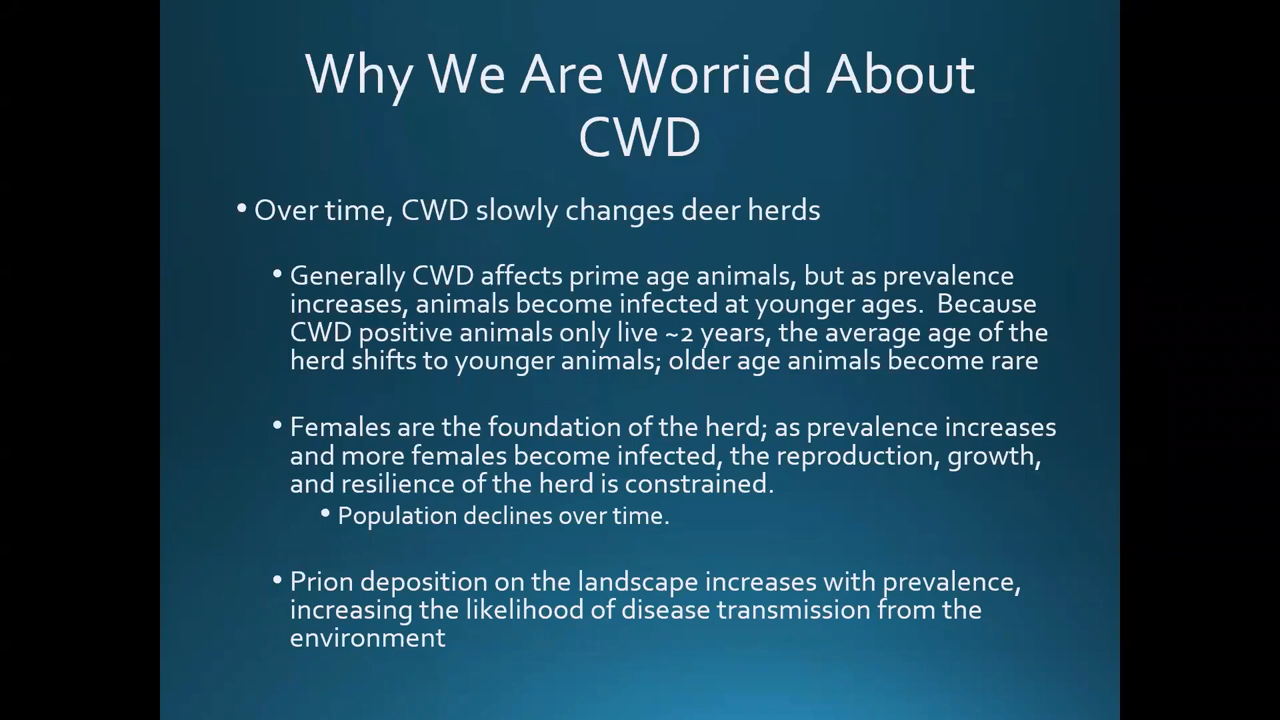 Why We Are Worried About
CWD
• Over time, CWD slowly changes deer herds
• Generally CWD affects prime age animals, but as prevalence
increases, animals become infected at younger ages.  Because
CWD positive animals only live ~2 years, the average age of the
herd shifts to younger animals; older age animals become rare
• Females are the foundation of the herd; as prevalence increases
and more females become infected, the reproduction, growth,
and resilience of the herd is constrained.
• Population declines over time.
• Prion deposition on the landscape increases with prevalence,
increasing the likelihood of disease transmission from the
environment